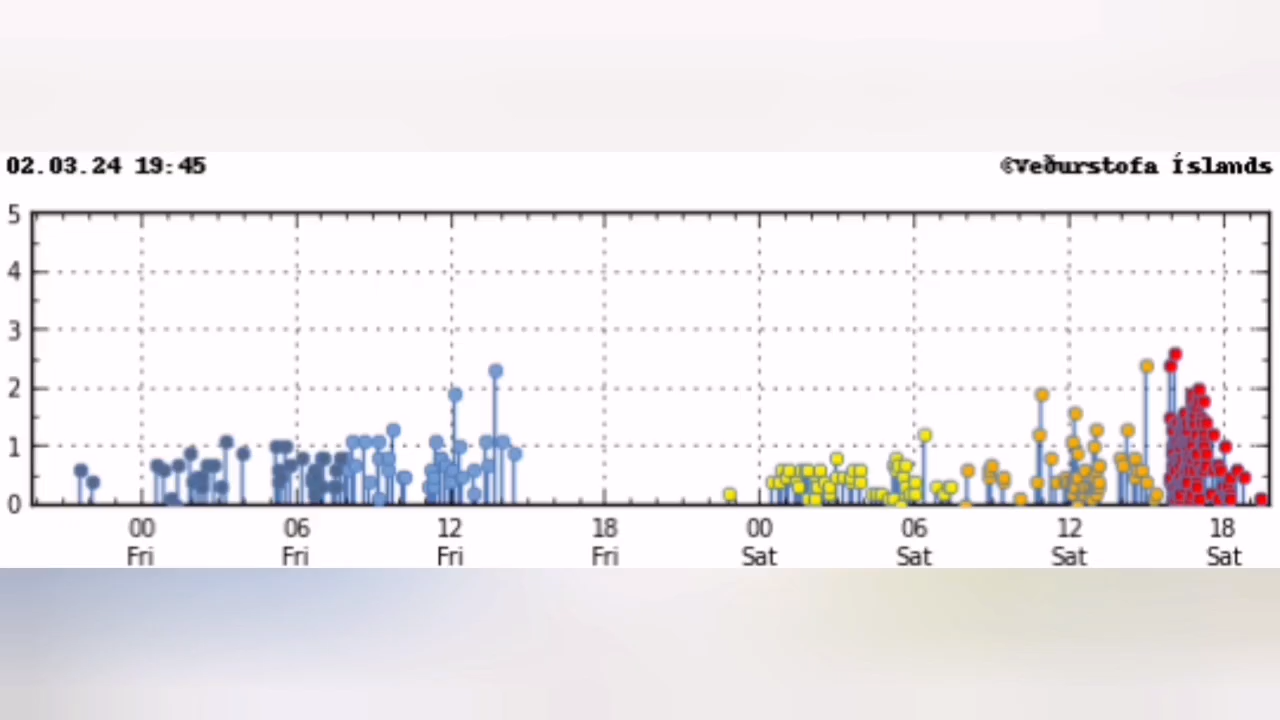 02.03.24 19:45
©Veðurstofa Íslands
5
4
3
2
1
0
00 06 12 18 00 06 12 18
Fri Fri Fri Fri Sat Sat Sat Sat